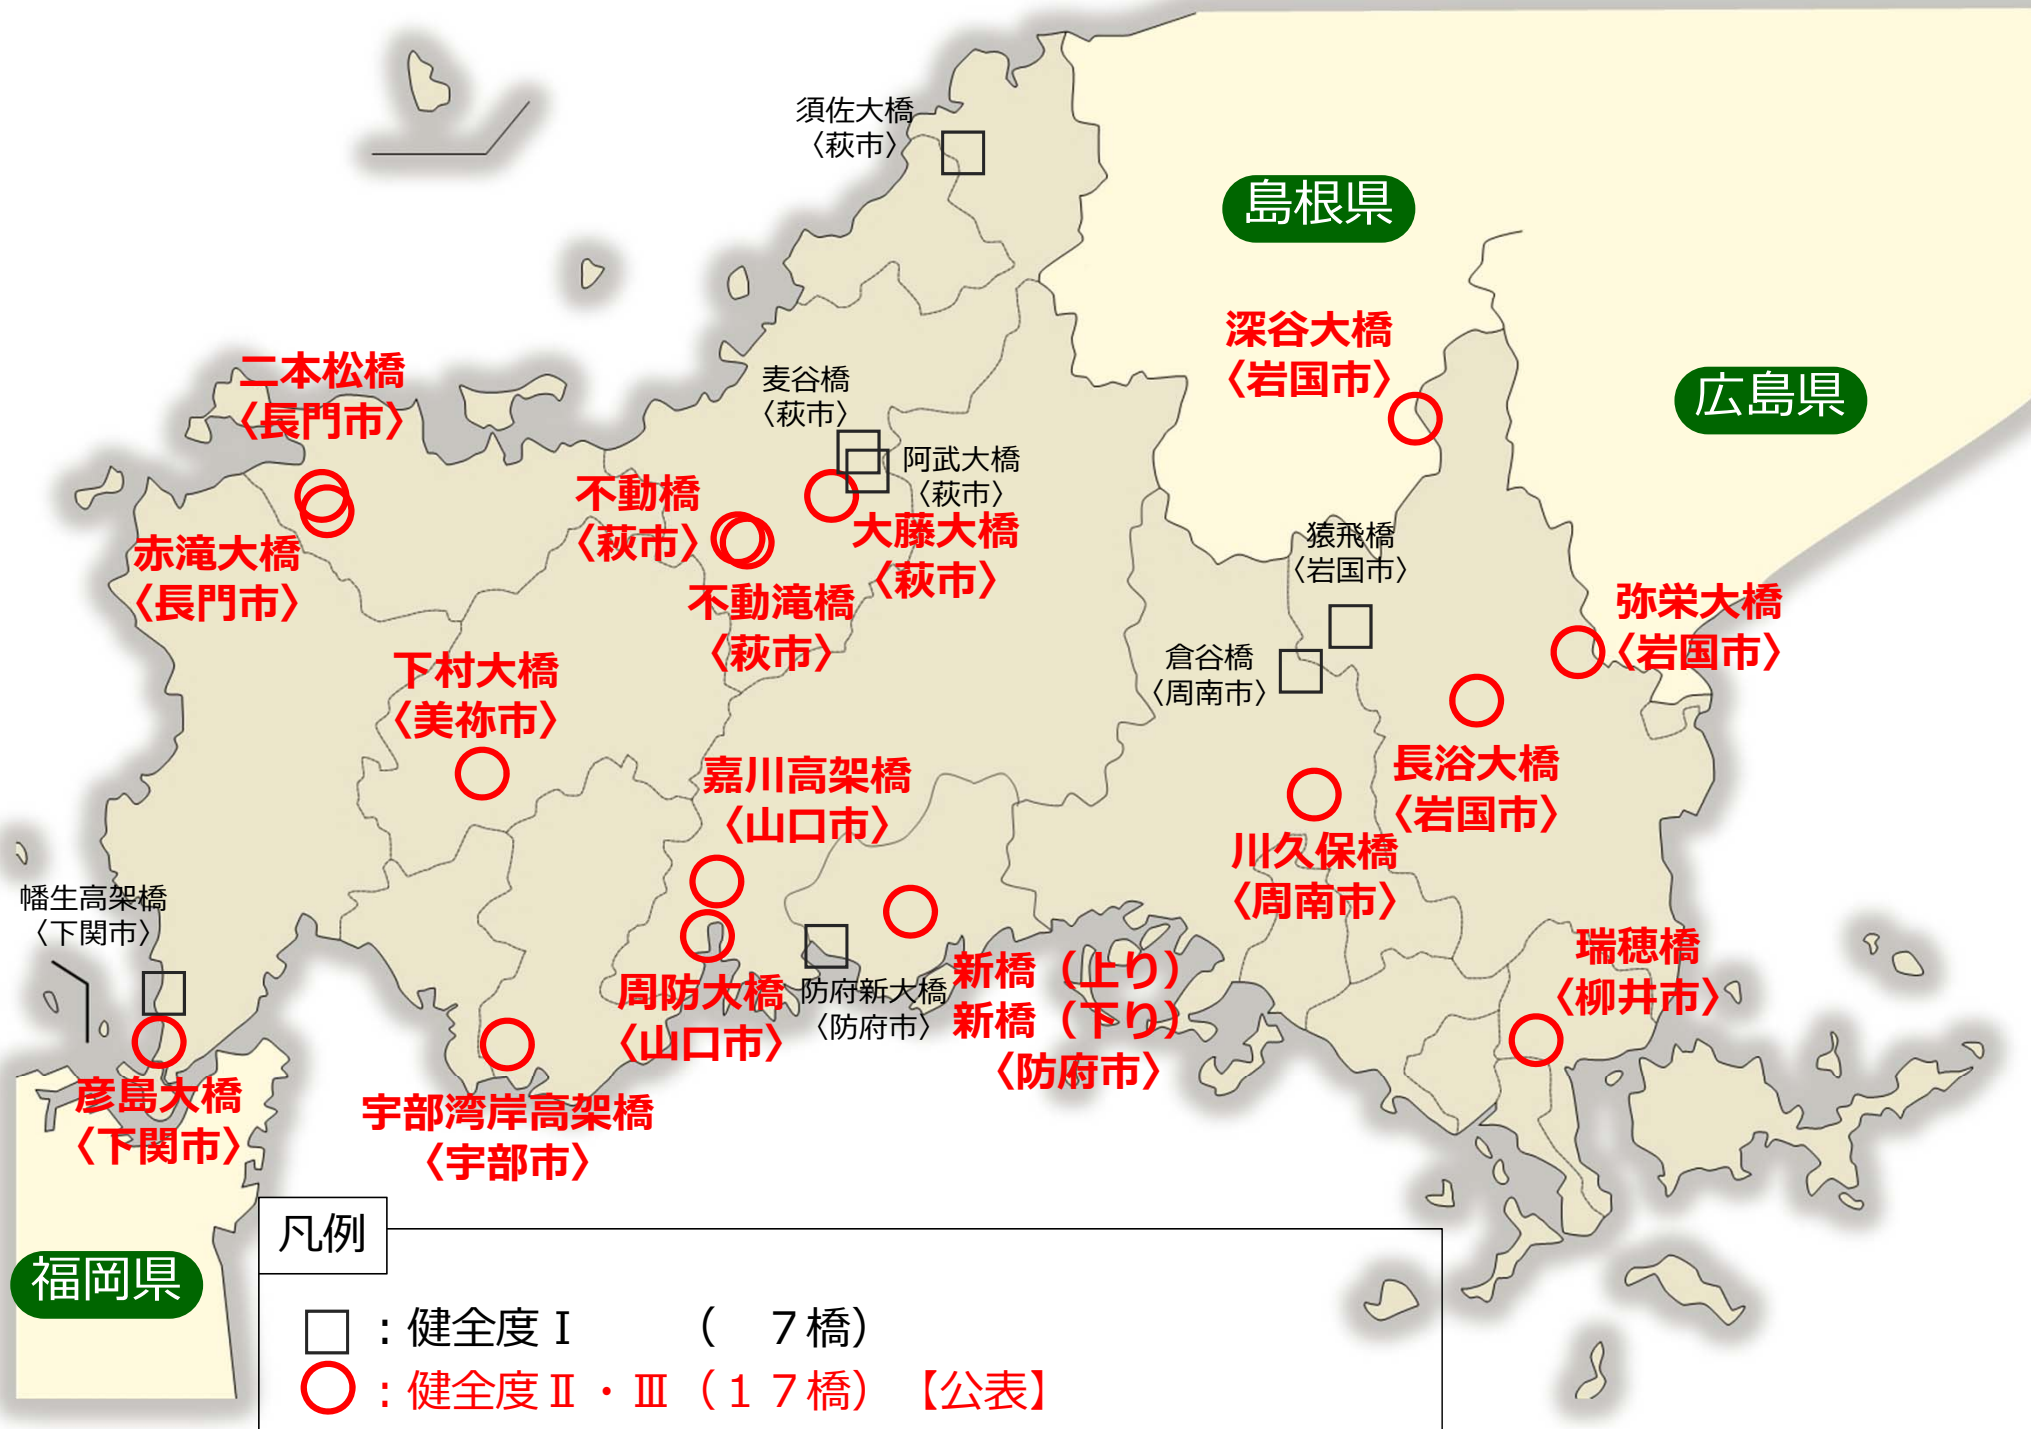 須佐大橋
〈萩市〉
島根県
深谷大橋
〈岩国市〉
広島県
二本松橋
〈長門市〉
麦谷橋
〈萩市〉
阿武大橋
〈萩市〉
不動橋
〈萩市〉
大藤大橋
〈萩市〉
赤滝大橋
〈長門市〉
不動滝橋
〈萩市〉
猿飛橋
〈岩国市〉
弥栄大橋
〈岩国市〉
倉谷橋
〈周南市〉
下村大橋
〈美祢市〉
嘉川高架橋
〈山口市〉
長浴大橋
〈岩国市〉
川久保橋
〈周南市〉
幡生高架橋
〈下関市〉
瑞穂橋
〈柳井市〉
周防大橋
〈山口市〉
防府新大橋
〈防府市〉
新橋（上り）
新橋（下り）
〈防府市〉
彦島大橋
〈下関市〉
宇部湾岸高架橋
〈宇部市〉
福岡県
凡例
：健全度Ⅰ　　（　７橋）
：健全度Ⅱ・Ⅲ（１７橋）【公表】